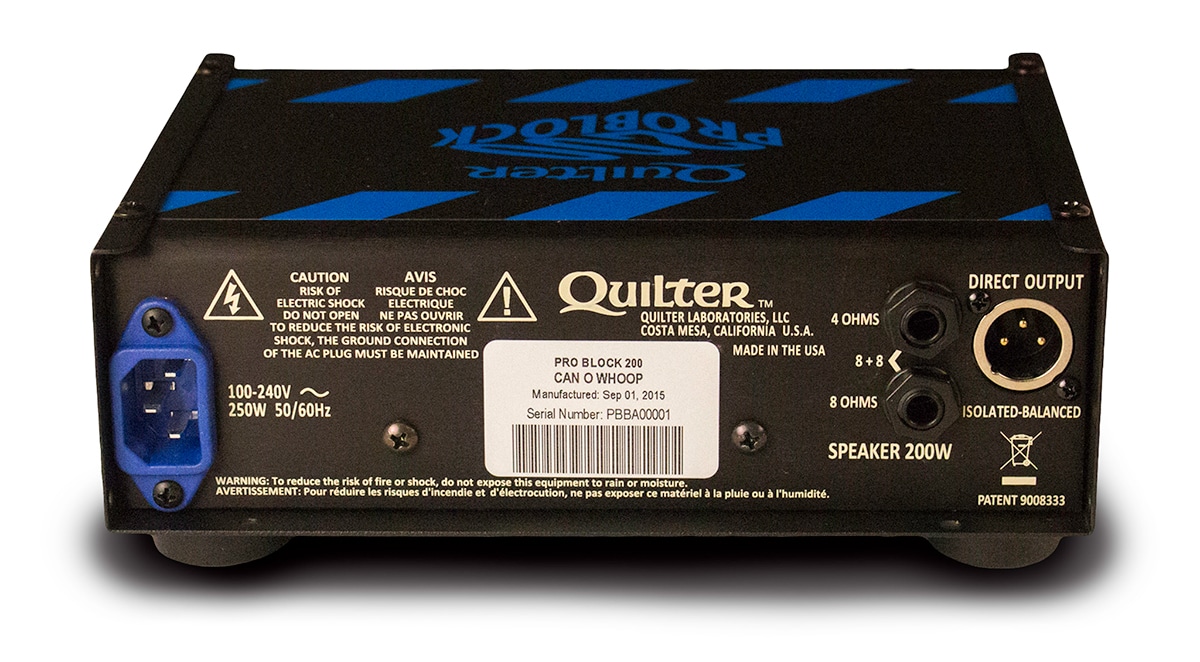 PROBLOCK
Quilter
CAUTION
RISK OF
ELECTRIC SHOCK
DO NOT OPEN
TO REDUCE THE RISK OF ELECTRONIC
SHOCK, THE GROUND CONNECTION
OF THE AC PLUG MUST BE MAINTAINED
AVIS
RISQUE DE CHOC
ELECTRIQUE
NE PAS OUVRIR
Quilter™
QUILTER LABORATORIES, LLC
COSTA MESA, CALIFORNIA U.S.A.
MADE IN THE USA
100-240V ~
250W 50/60Hz
PRO BLOCK 200
CAN O WHOOP
Manufactured: Sep 01, 2015
Serial Number: PBBA00001
4 OHMS
8 + 8
8 OHMS
SPEAKER 200W
DIRECT OUTPUT
ISOLATED-BALANCED
PATENT 9008333
WARNING: To reduce the risk of fire or shock, do not expose this equipment to rain or moisture.
AVERTISSEMENT: Pour réduire les risques d'incendie et d'électrocution, ne pas exposer ce matériel à la pluie ou à l'humidité.